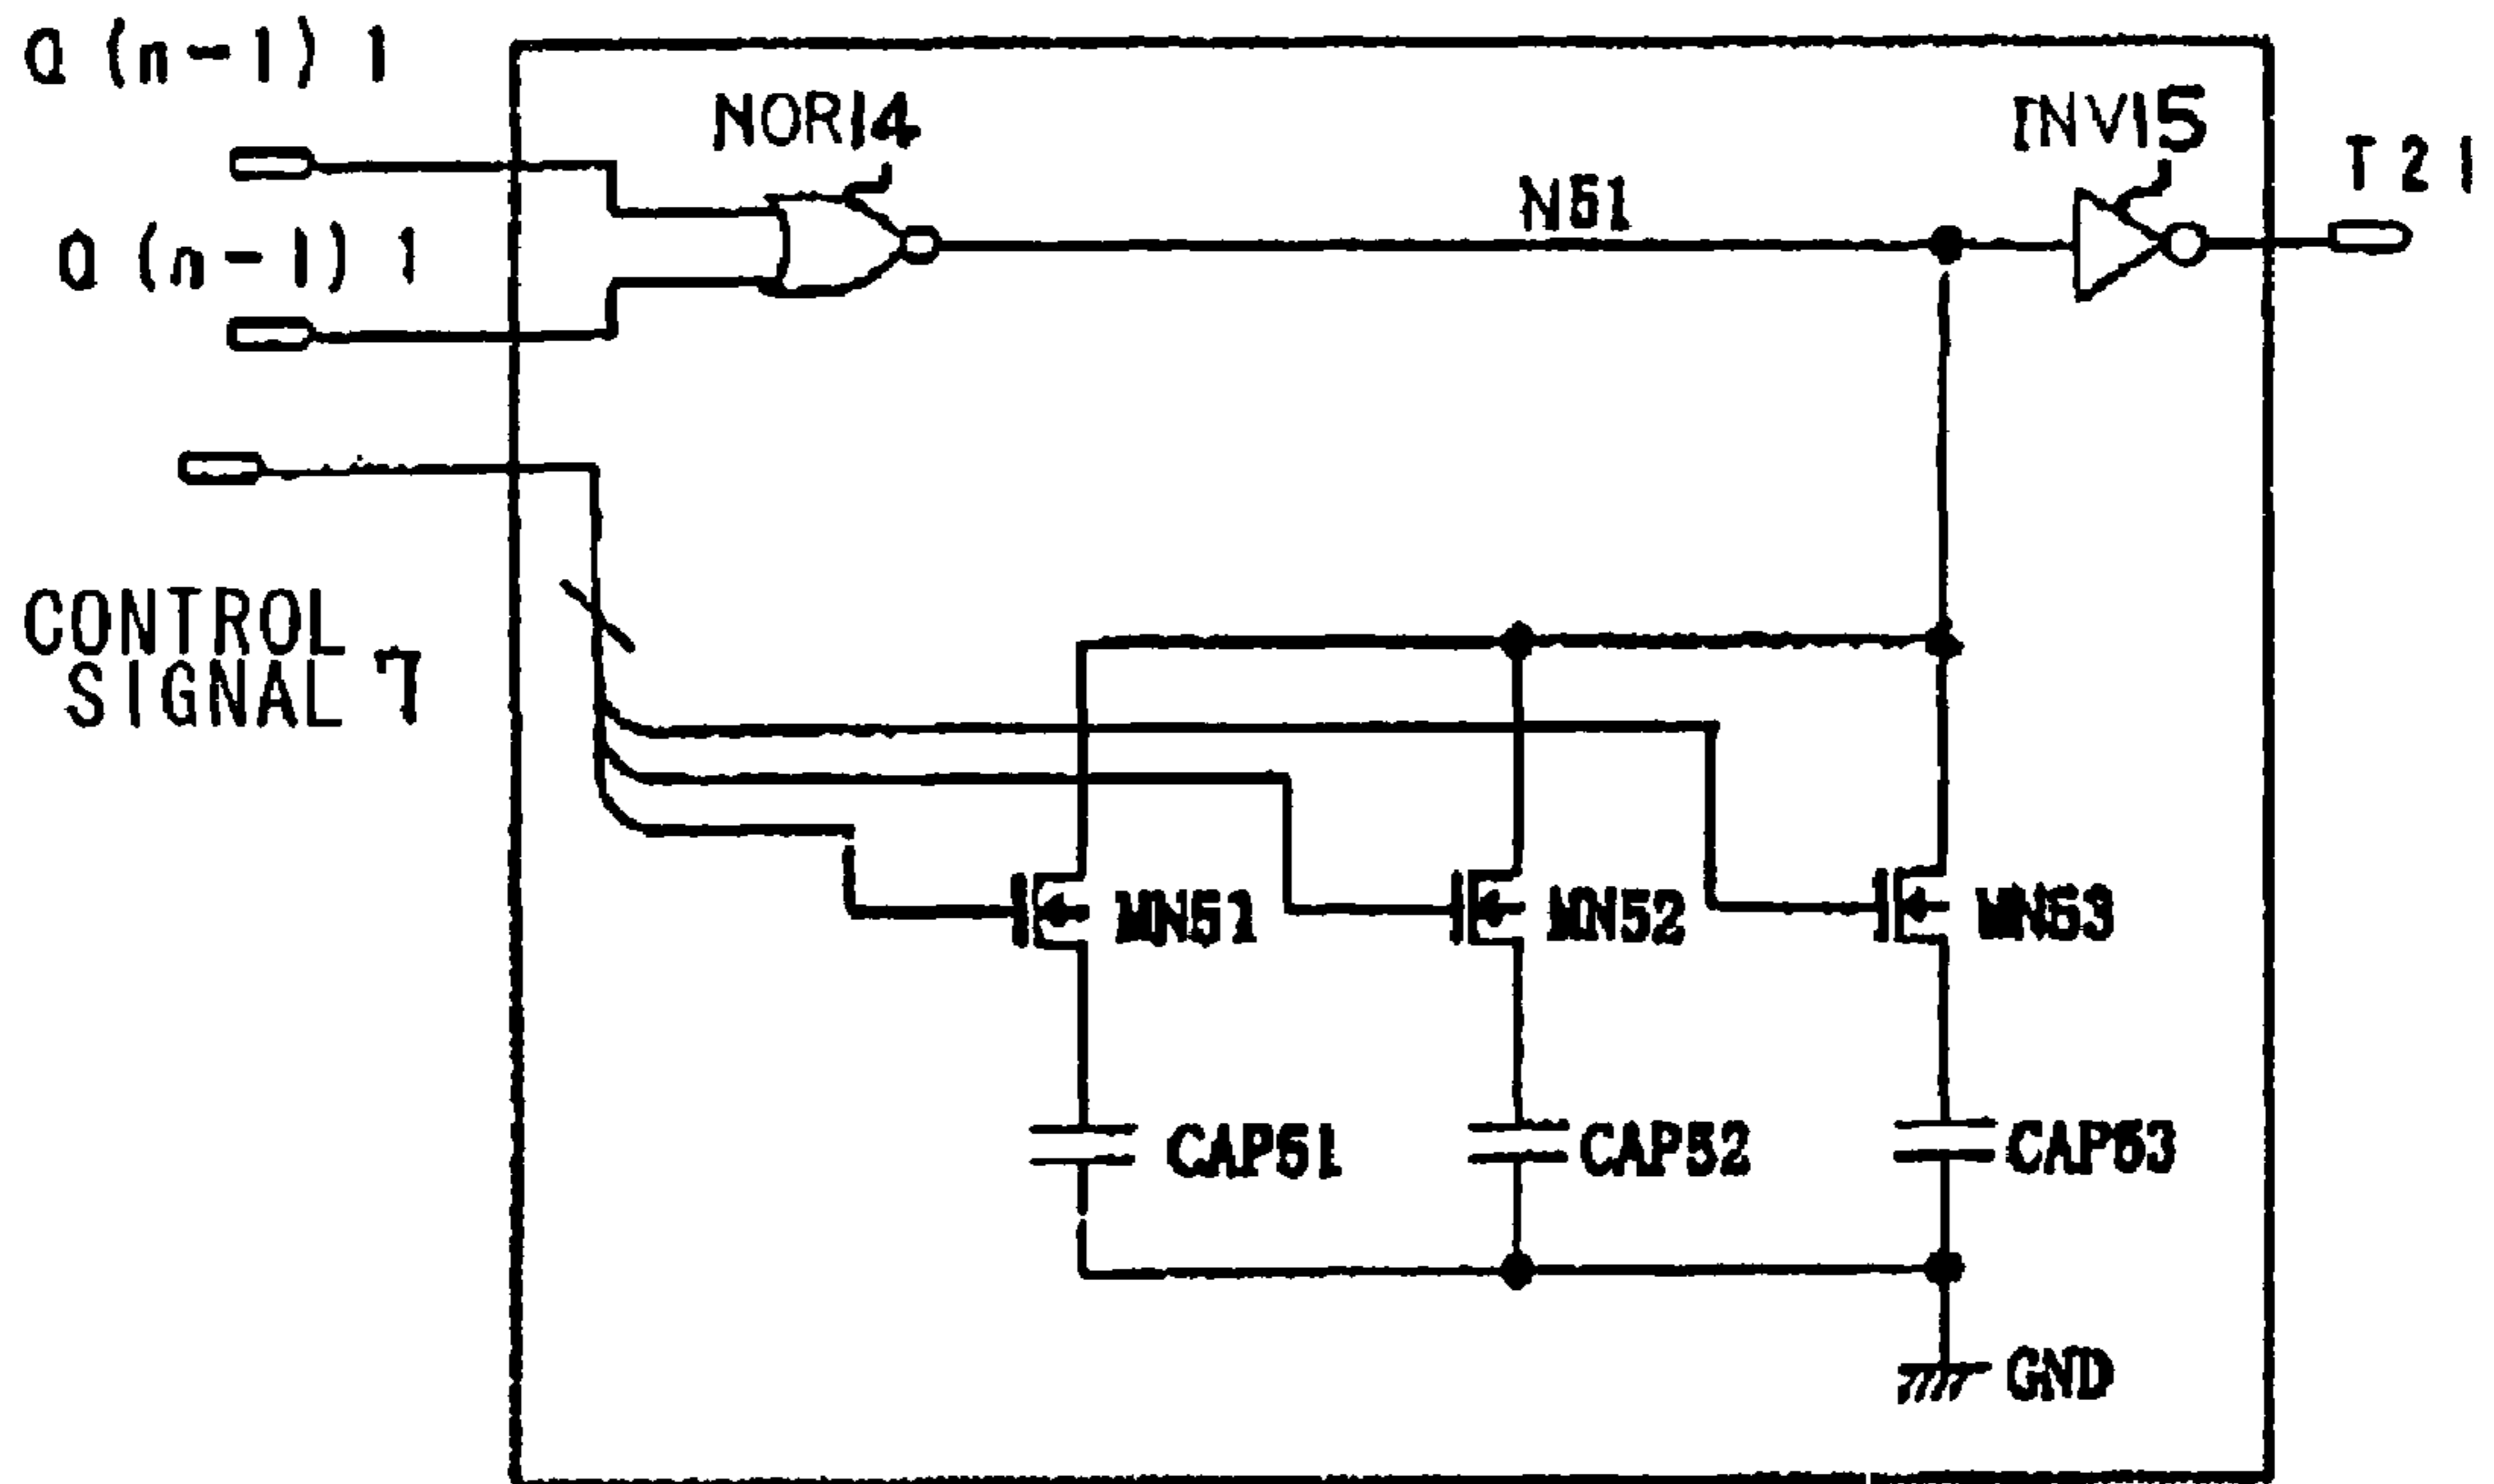 Q (n-1) 1
NOR14
INV15
T21
N51
Q (n-1) 1
CONTROL
SIGNAL 7
MN51
MN52
MN53
CAP51
CAP52
CAP53
GND